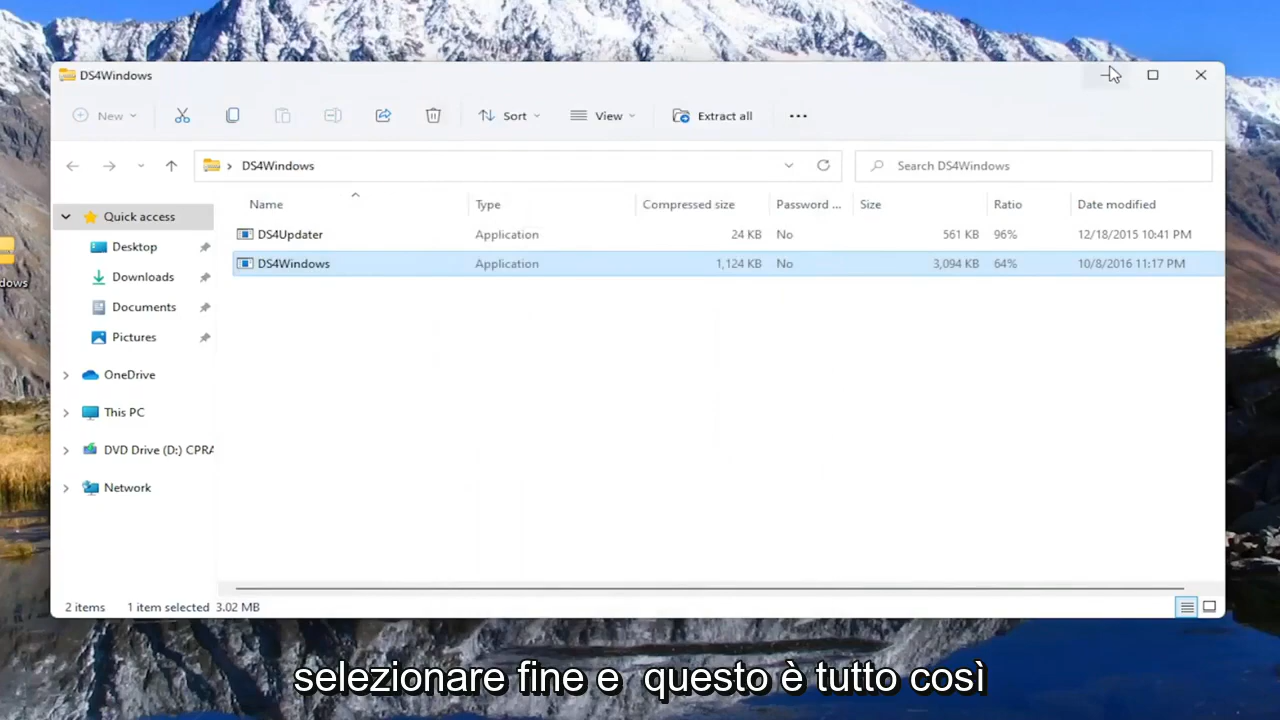 DS4Windows
New
Sort
View
Extract all
DS4Windows
Search DS4Windows
Name Type Compressed size Password ... Size Ratio Date modified
DS4Updater Application 24 KB No 561 KB 96% 12/18/2015 10:41 PM
DS4Windows Application 1,124 KB No 3,094 KB 64% 10/8/2016 11:17 PM
Quick access
Desktop
Downloads
Documents
Pictures
OneDrive
This PC
DVD Drive (D:) CPRA
Network
dows
2 items 1 item selected 3.02 MB
selezionare fine e questo è tutto così